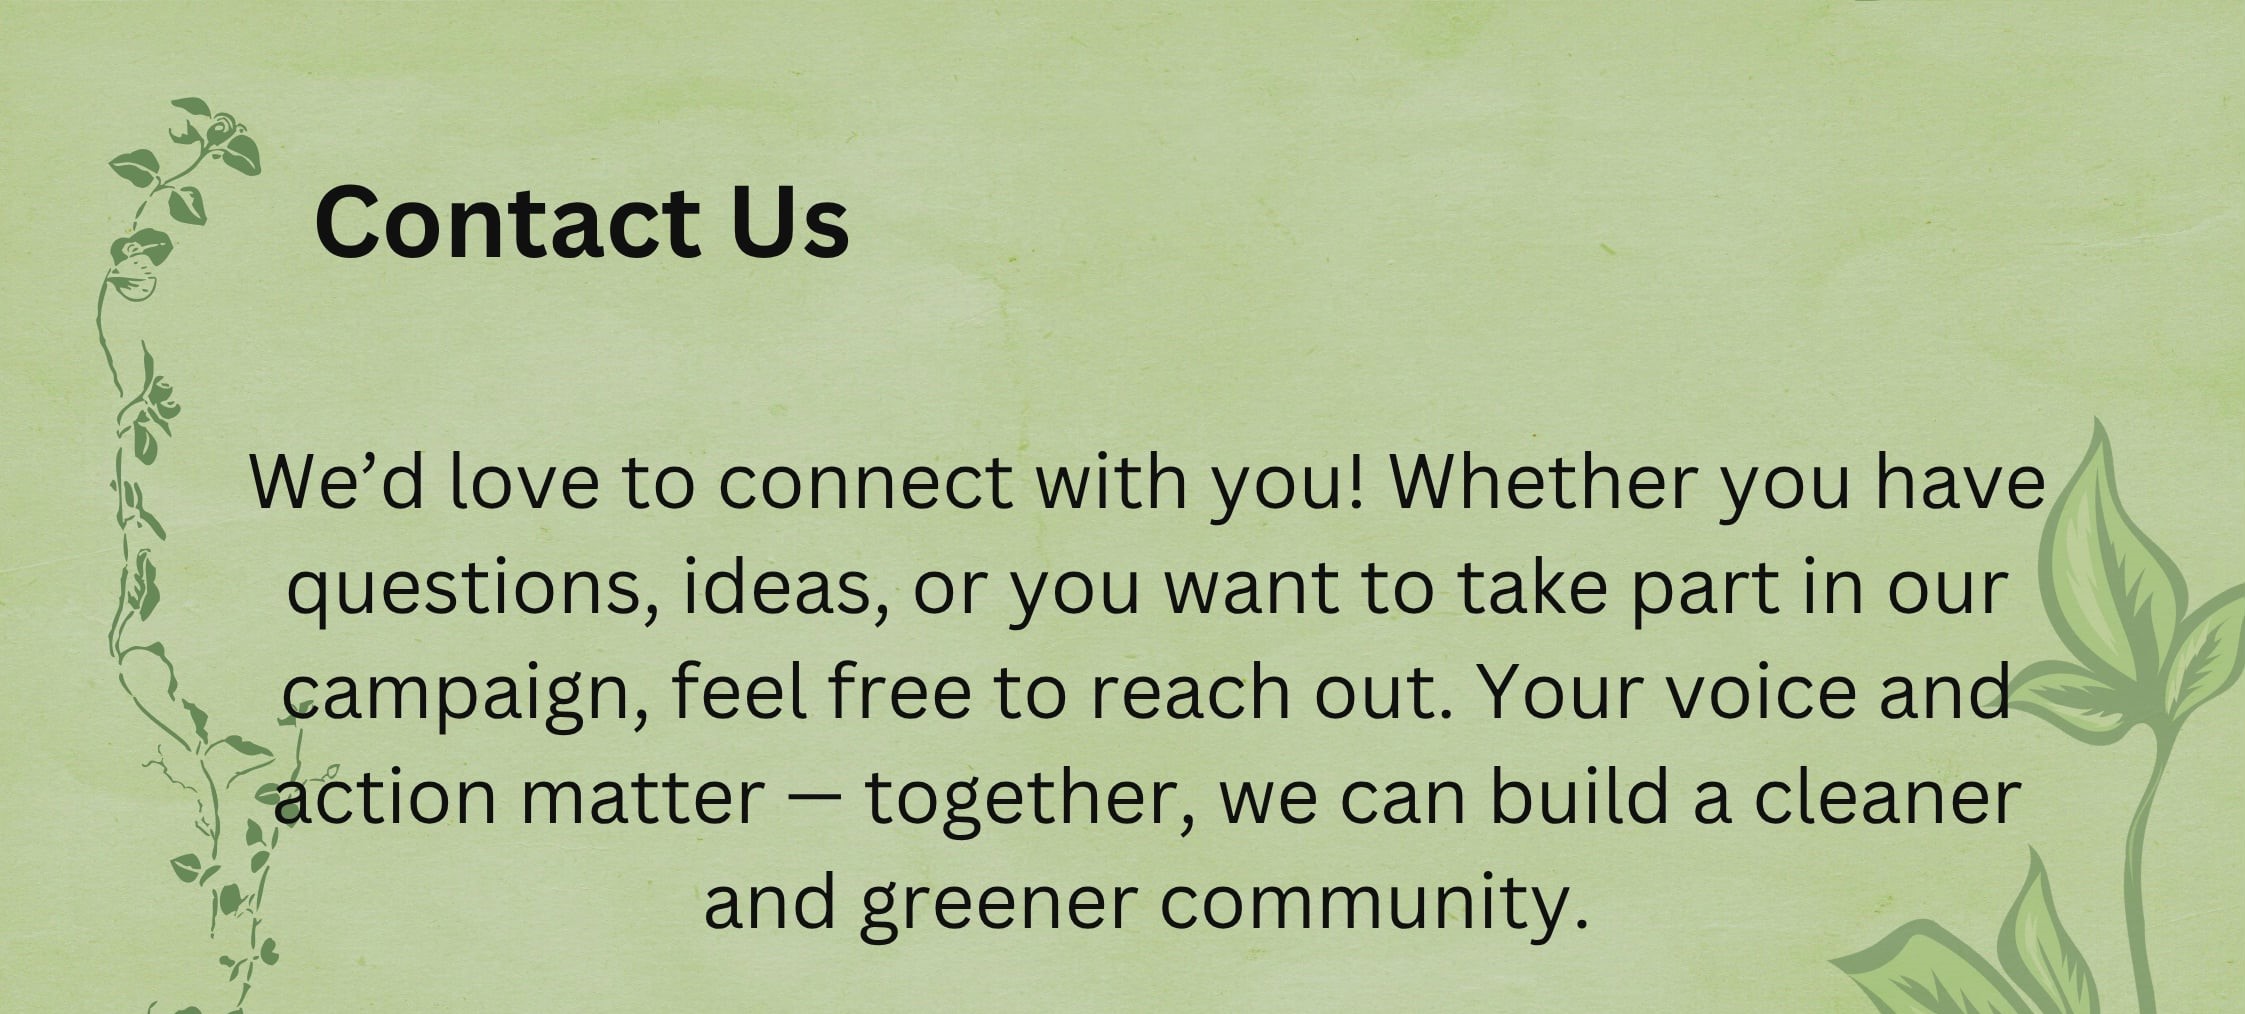 Contact Us
We’d love to connect with you! Whether you have
questions, ideas, or you want to take part in our
campaign, feel free to reach out. Your voice and
action matter — together, we can build a cleaner
and greener community.